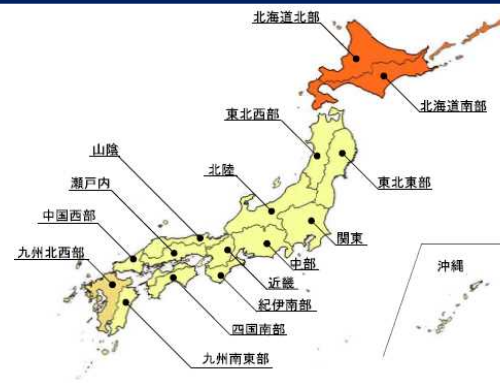 北海道北部
北海道南部
東北西部
山陰
北陸
東北東部
瀬戸内
中国西部
関東
九州北西部
中部
沖縄
近畿
紀伊南部
四国南部
九州南東部